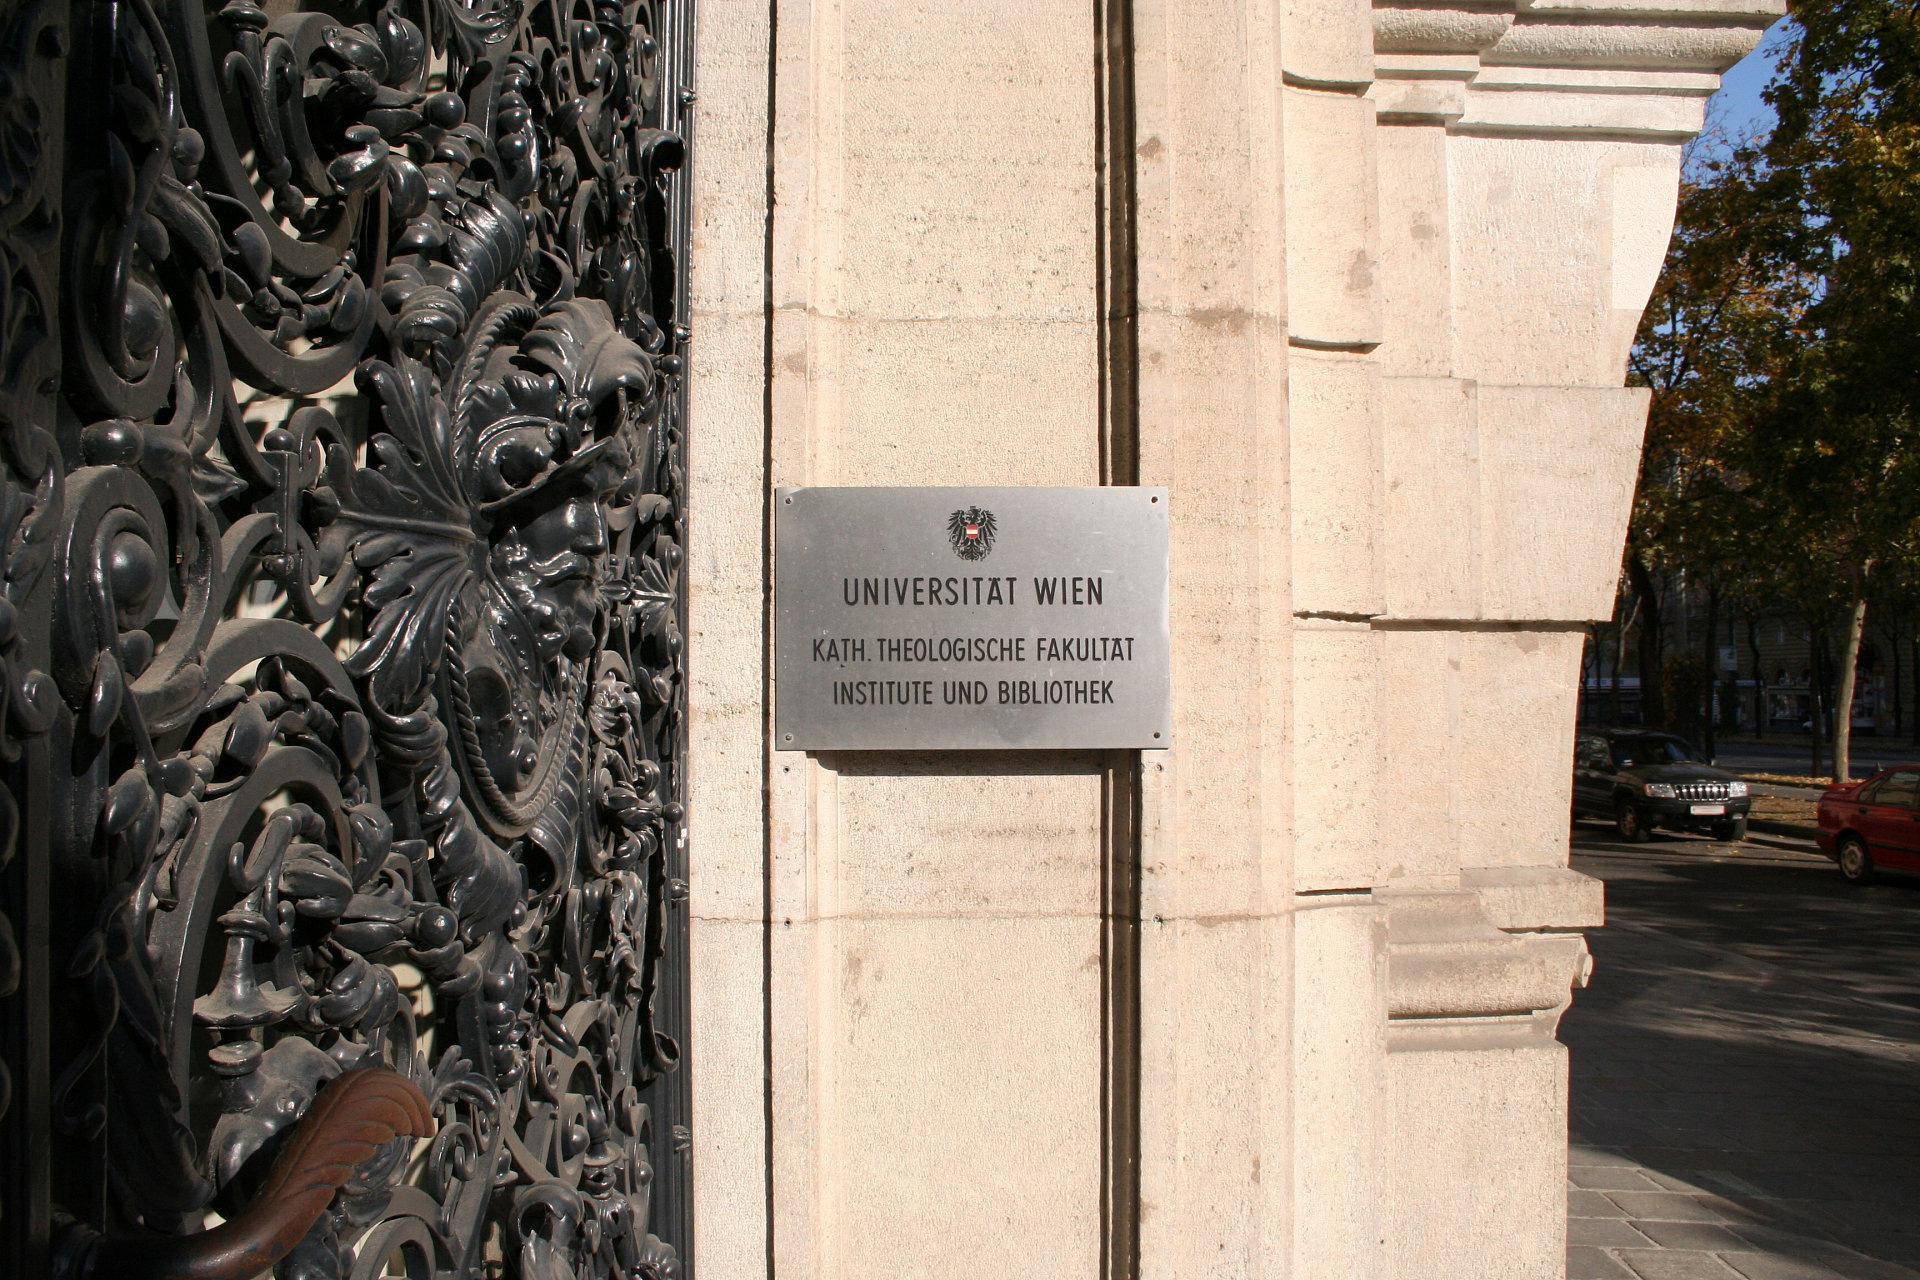 UNIVERSITÄT WIEN
KATH. THEOLOGISCHE FAKULTÄT
INSTITUTE UND BIBLIOTHEK